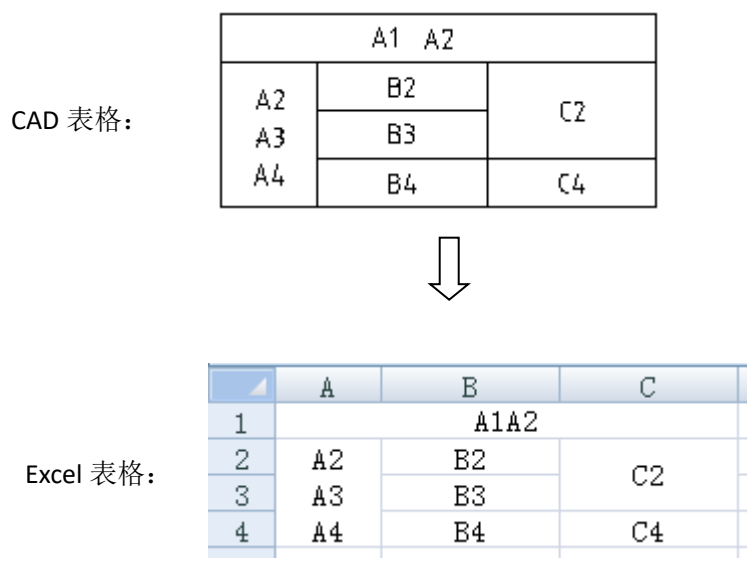 A1 A2
CAD 表格：
A2
A3
A4
B2
B3
B4
C2
C4
Excel 表格：
A B C
1 A1A2
2 A2 B2 C2
3 A3 B3
4 A4 B4 C4